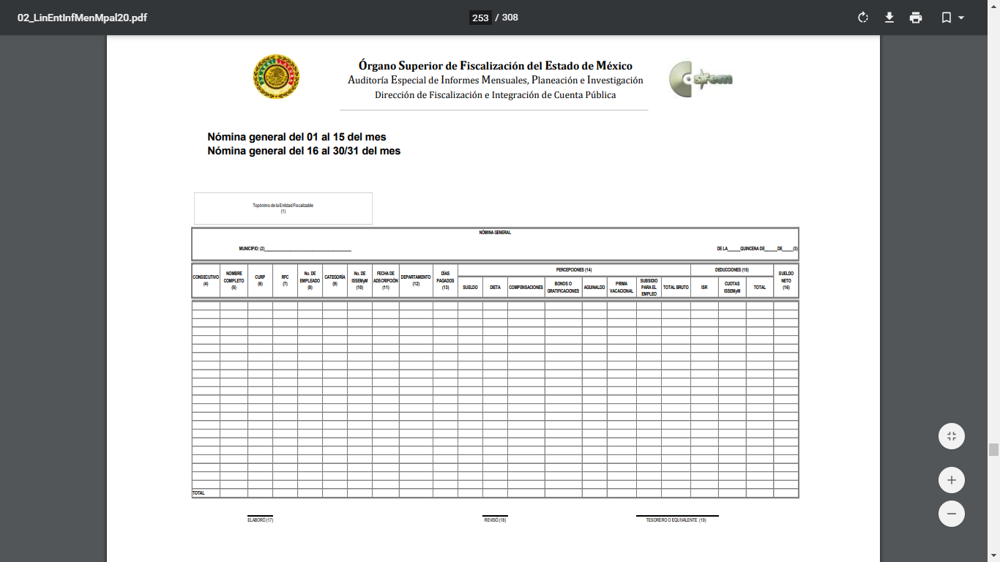 02_LinEntInfMenMpal20.pdf
253 / 308
Órgano Superior de Fiscalización del Estado de México
Auditoría Especial de Informes Mensuales, Planeación e Investigación
Dirección de Fiscalización e Integración de Cuenta Pública
osfem
Nómina general del 01 al 15 del mes
Nómina general del 16 al 30/31 del mes
Topónimo de la Entidad Fiscalizable
(1)
NÓMINA GENERAL
MUNICIPIO: (2)____________________ DE LA______QUINCENA DE______DE_____(3)
CONSECUTIVO
(4)
NOMBRE
COMPLETO
(5)
CURP
(6)
RFC
(7)
No. DE
EMPLEADO
(8)
CATEGORÍA
(9)
No. DE
ISSEMyM
(10)
FECHA DE
ADSCRIPCIÓN
(11)
DEPARTAMENTO
(12)
DÍAS
PAGADOS
(13)
PERCEPCIONES (14)
SUELDO
DIETA
COMPENSACIONES
BONOS O
GRATIFICACIONES
AGUINALDO
PRIMA
VACACIONAL
SUBSIDIO
PARA EL
EMPLEO
TOTAL BRUTO
DEDUCCIONES (15)
ISR
CUOTAS
ISSEMyM
TOTAL
SUELDO
NETO
(16)
TOTAL
ELABORÓ (17)
REVISÓ (18)
TESORERO O EQUIVALENTE (19)